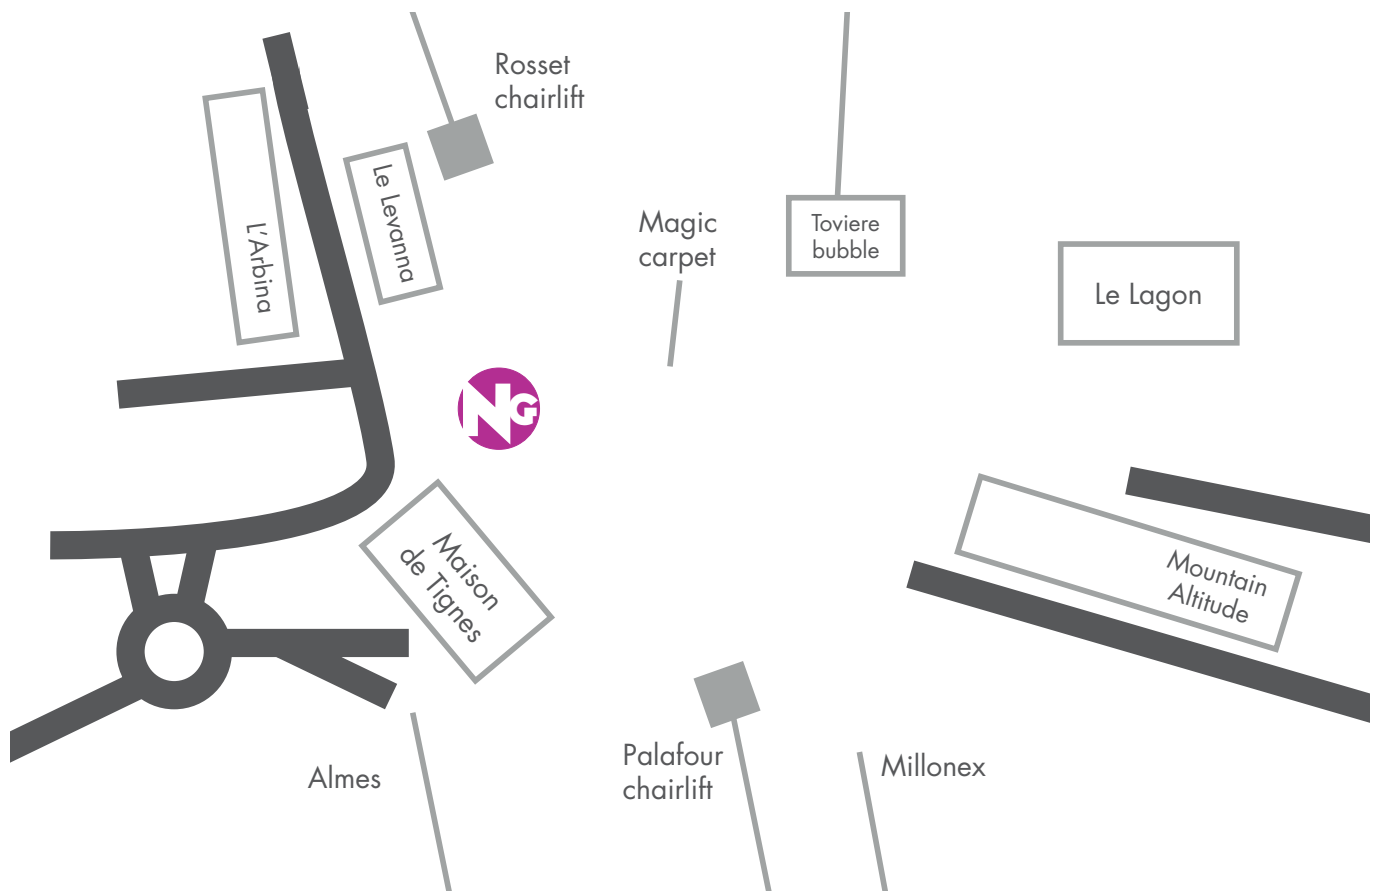 Rosset
chairlift
L'Arbina
Le Levanna
Magic
carpet
Toviere
bubble
Le Lagon
NG
Maison
de Tignes
Mountain
Altitude
Almes
Palafour
chairlift
Millonex